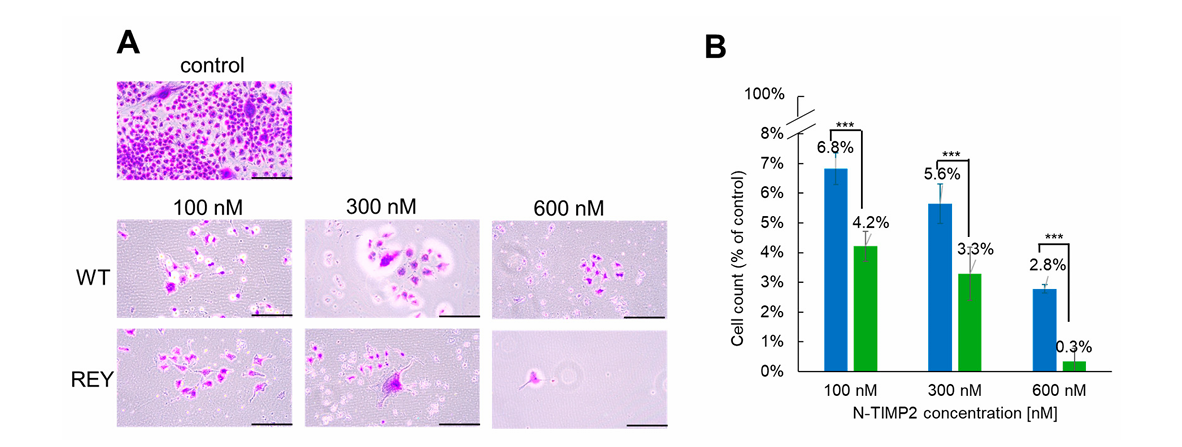 A
control
100 nM
300 nM
600 nM
WT
REY
B
Cell count (% of control)
100%
8%
7%
6%
5%
4%
3%
2%
1%
0%
***
6.8%
4.2%
***
5.6%
3.3%
***
2.8%
0.3%
100 nM
300 nM
600 nM
N-TIMP2 concentration [nM]